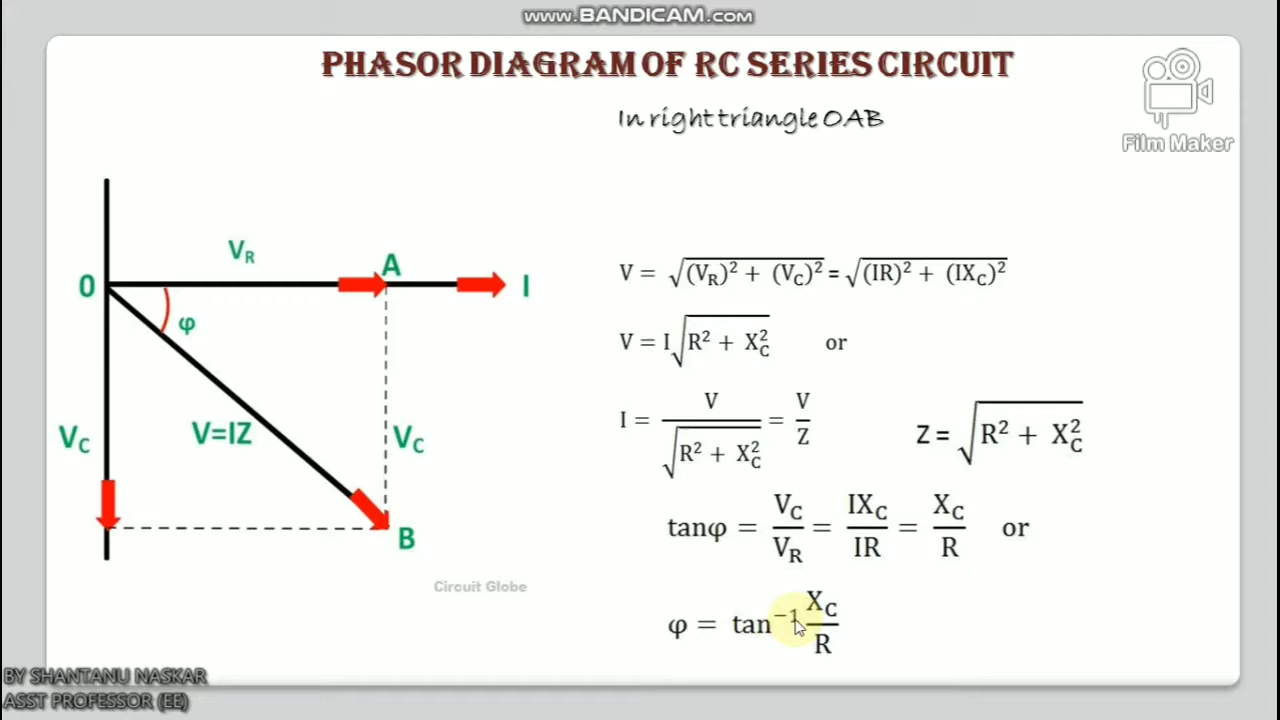 WWW.BANDICAM.COM
PHASOR DIAGRAM OF RC SERIES CIRCUIT
Film Maker
In right triangle OAB
V_R
A
O
I
φ
V_C
V=IZ
V_C
B
Circuit Globe
V = √((V_R)² + (V_C)²) = √((IR)² + (IX_C)²)
V = I√(R² + X_C²) or
I = V/√(R² + X_C²) = V/Z
Z = √(R² + X_C²)
tanφ = V_C/V_R = IX_C/IR = X_C/R or
φ = tan⁻¹ X_C/R
BY SHANTANU NASKAR
ASST PROFESSOR (EE)